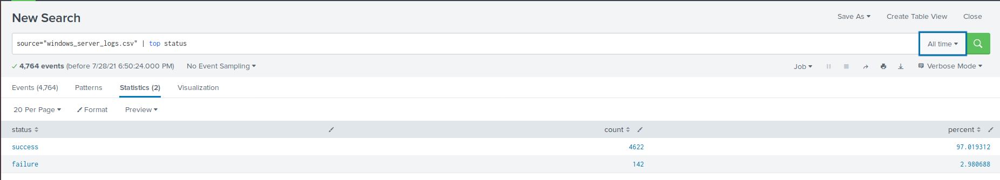 New Search
Save As Create Table View Close
source="windows_server_logs.csv" | top status
All time
4,764 events (before 7/28/21 6:50:24.000 PM) No Event Sampling
Job Verbose Mode
Events (4,764) Patterns Statistics (2) Visualization
20 Per Page Format Preview
status count percent
success 4622 97.019312
failure 142 2.980688